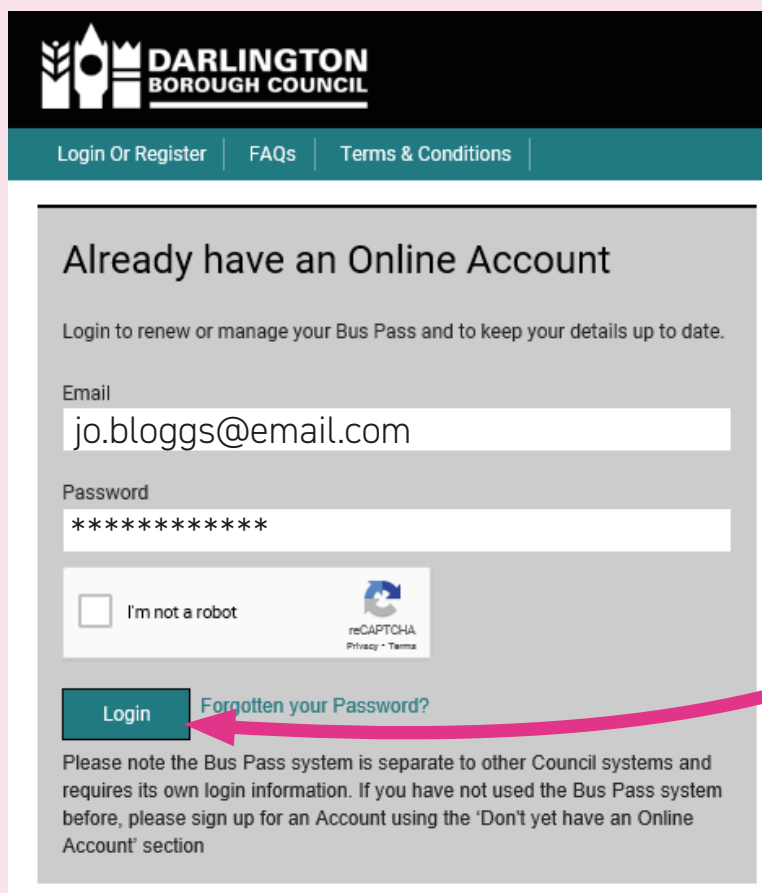 DARLINGTON
BOROUGH COUNCIL
Login Or Register FAQs Terms & Conditions
Already have an Online Account
Login to renew or manage your Bus Pass and to keep your details up to date.
Email
jo.bloggs@email.com
Password
************
I'm not a robot
reCAPTCHA
Privacy • Terms
Login Forgotten your Password?
Please note the Bus Pass system is separate to other Council systems and
requires its own login information. If you have not used the Bus Pass system
before, please sign up for an Account using the ‘Don't yet have an Online
Account’ section